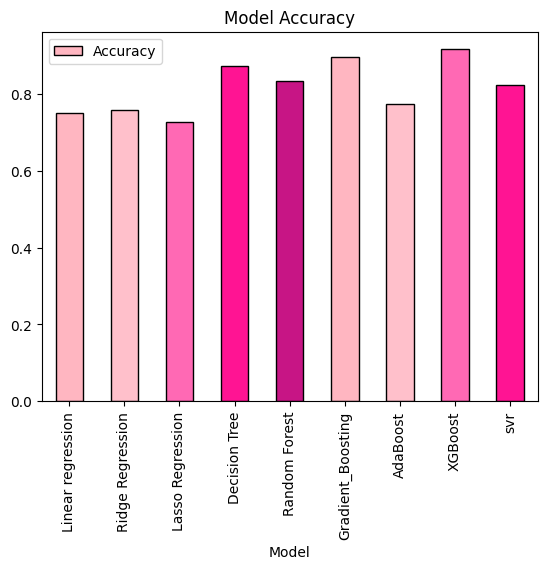 Model Accuracy
Accuracy
0.8
0.6
0.4
0.2
0.0
Linear regression
Ridge Regression
Lasso Regression
Decision Tree
Random Forest
Gradient_Boosting
AdaBoost
XGBoost
svr
Model